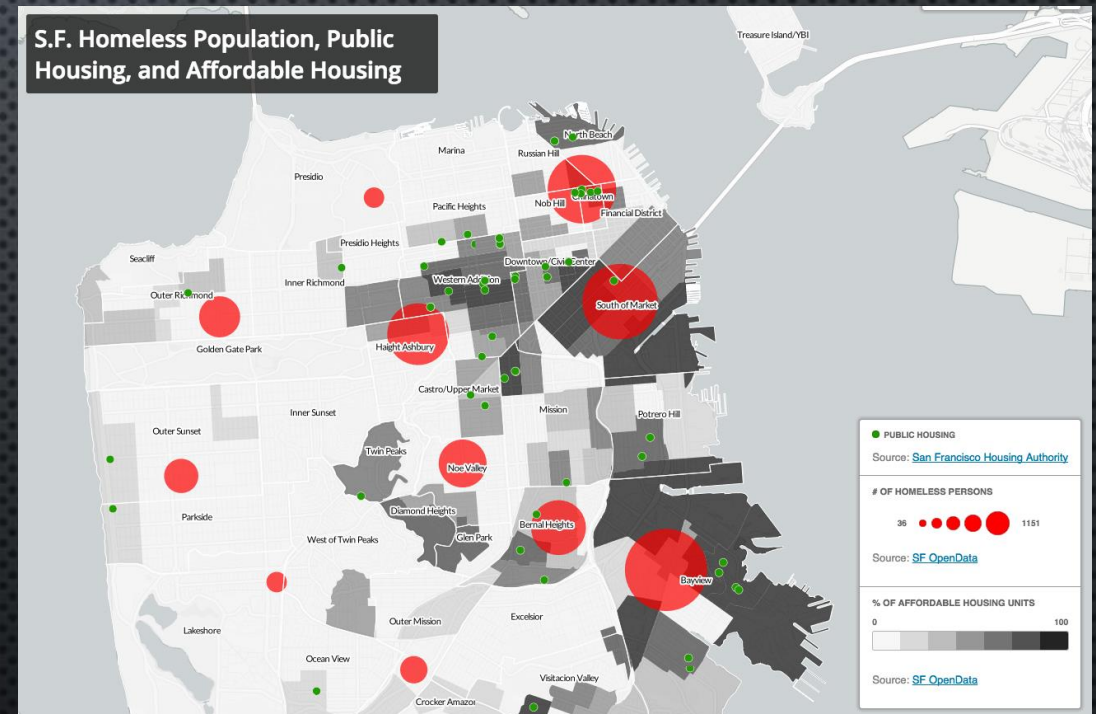 S.F. Homeless Population, Public
Housing, and Affordable Housing
Treasure Island/YBI
North Beach
Marina
Russian Hill
Presidio
Chinatown
Nob Hill
Pacific Heights
Financial District
Presidio Heights
Seacliff
Downtown/Civic Center
Inner Richmond
Western Addition
Outer Richmond
South of Market
Golden Gate Park
Haight Ashbury
Castro/Upper Market
Inner Sunset
Mission
Potrero Hill
Outer Sunset
Twin Peaks
Noe Valley
Parkside
Diamond Heights
Bernal Heights
Glen Park
West of Twin Peaks
Bayview
Outer Mission
Excelsior
Lakeshore
Ocean View
Visitacion Valley
Crocker Amazon
PUBLIC HOUSING
Source: San Francisco Housing Authority
# OF HOMELESS PERSONS
36 1151
Source: SF OpenData
% OF AFFORDABLE HOUSING UNITS
0 100
Source: SF OpenData